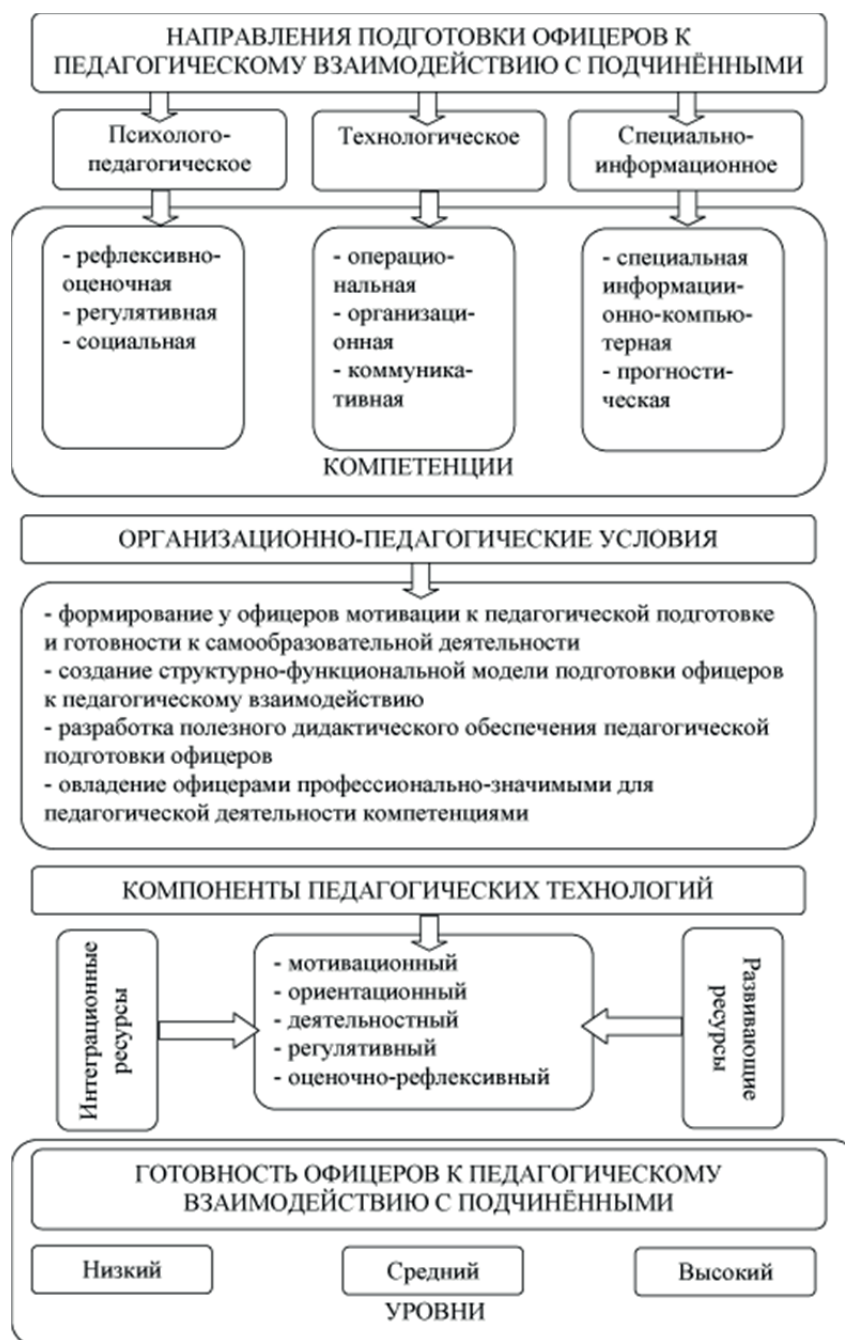 НАПРАВЛЕНИЯ ПОДГОТОВКИ ОФИЦЕРОВ К
ПЕДАГОГИЧЕСКОМУ ВЗАИМОДЕЙСТВИЮ С ПОДЧИНЁННЫМИ
Психолого-
педагогическое
Технологическое
Специально-
информационное
- рефлексивно-
оценочная
- регулятивная
- социальная
- операцио-
нальная
- организаци-
онная
- коммуника-
тивная
- специальная
информаци-
онно-компью-
терная
- прогности-
ческая
КОМПЕТЕНЦИИ
ОРГАНИЗАЦИОННО-ПЕДАГОГИЧЕСКИЕ УСЛОВИЯ
- формирование у офицеров мотивации к педагогической подготовке
и готовности к самообразовательной деятельности
- создание структурно-функциональной модели подготовки офицеров
к педагогическому взаимодействию
- разработка полезного дидактического обеспечения педагогической
подготовки офицеров
- овладение офицерами профессионально-значимыми для
педагогической деятельности компетенциями
КОМПОНЕНТЫ ПЕДАГОГИЧЕСКИХ ТЕХНОЛОГИЙ
Интеграционные
ресурсы
- мотивационный
- ориентационный
- деятельностный
- регулятивный
- оценочно-рефлексивный
Развивающие
ресурсы
ГОТОВНОСТЬ ОФИЦЕРОВ К ПЕДАГОГИЧЕСКОМУ
ВЗАИМОДЕЙСТВИЮ С ПОДЧИНЁННЫМИ
Низкий
Средний
Высокий
УРОВНИ